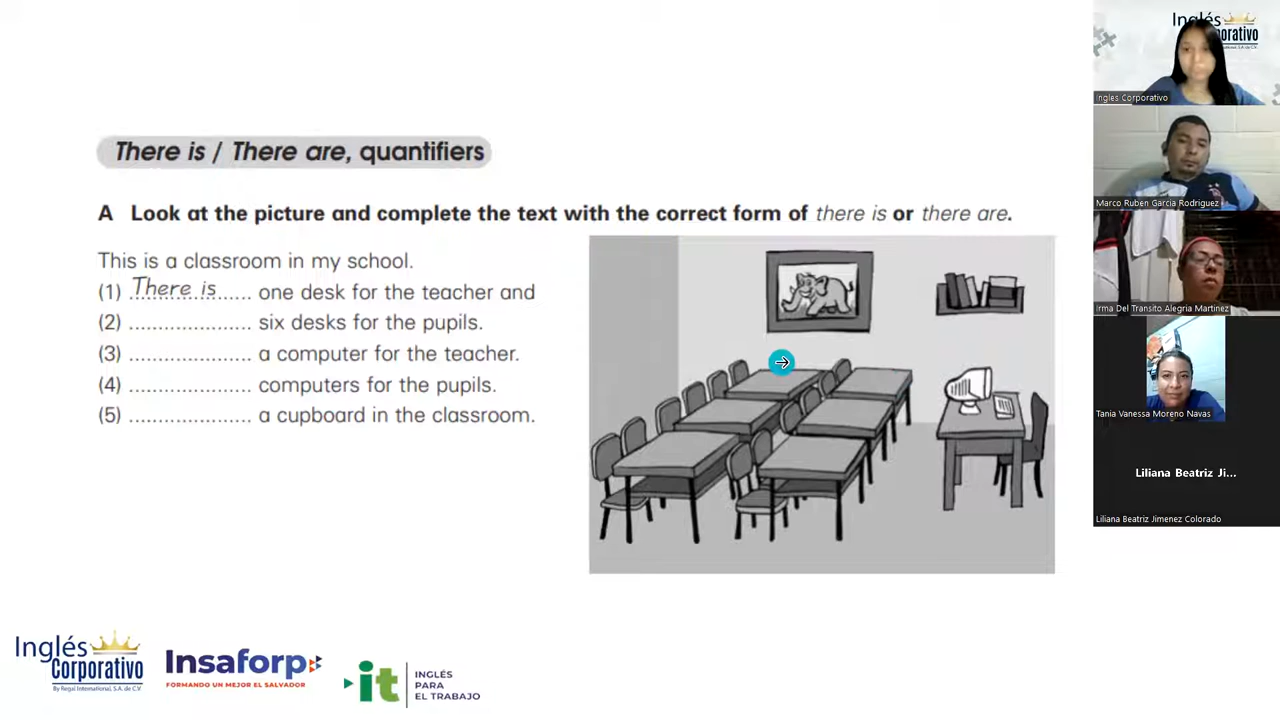 There is / There are, quantifiers
A Look at the picture and complete the text with the correct form of there is or there are.
This is a classroom in my school.
(1) There is one desk for the teacher and
(2) ..................... six desks for the pupils.
(3) ..................... a computer for the teacher.
(4) ..................... computers for the pupils.
(5) ..................... a cupboard in the classroom.
Inglés
Corporativo
By Regal International, S.A. de C.V.
Insaforp
FORMANDO UN MEJOR EL SALVADOR
it
INGLÉS
PARA
EL TRABAJO
Inglés
Ingles Corporativo
Marco Ruben Garcia Rodriguez
Irma Del Transito Alegria Martinez
Tania Vanessa Moreno Navas
Liliana Beatriz Ji...
Liliana Beatriz Jimenez Colorado